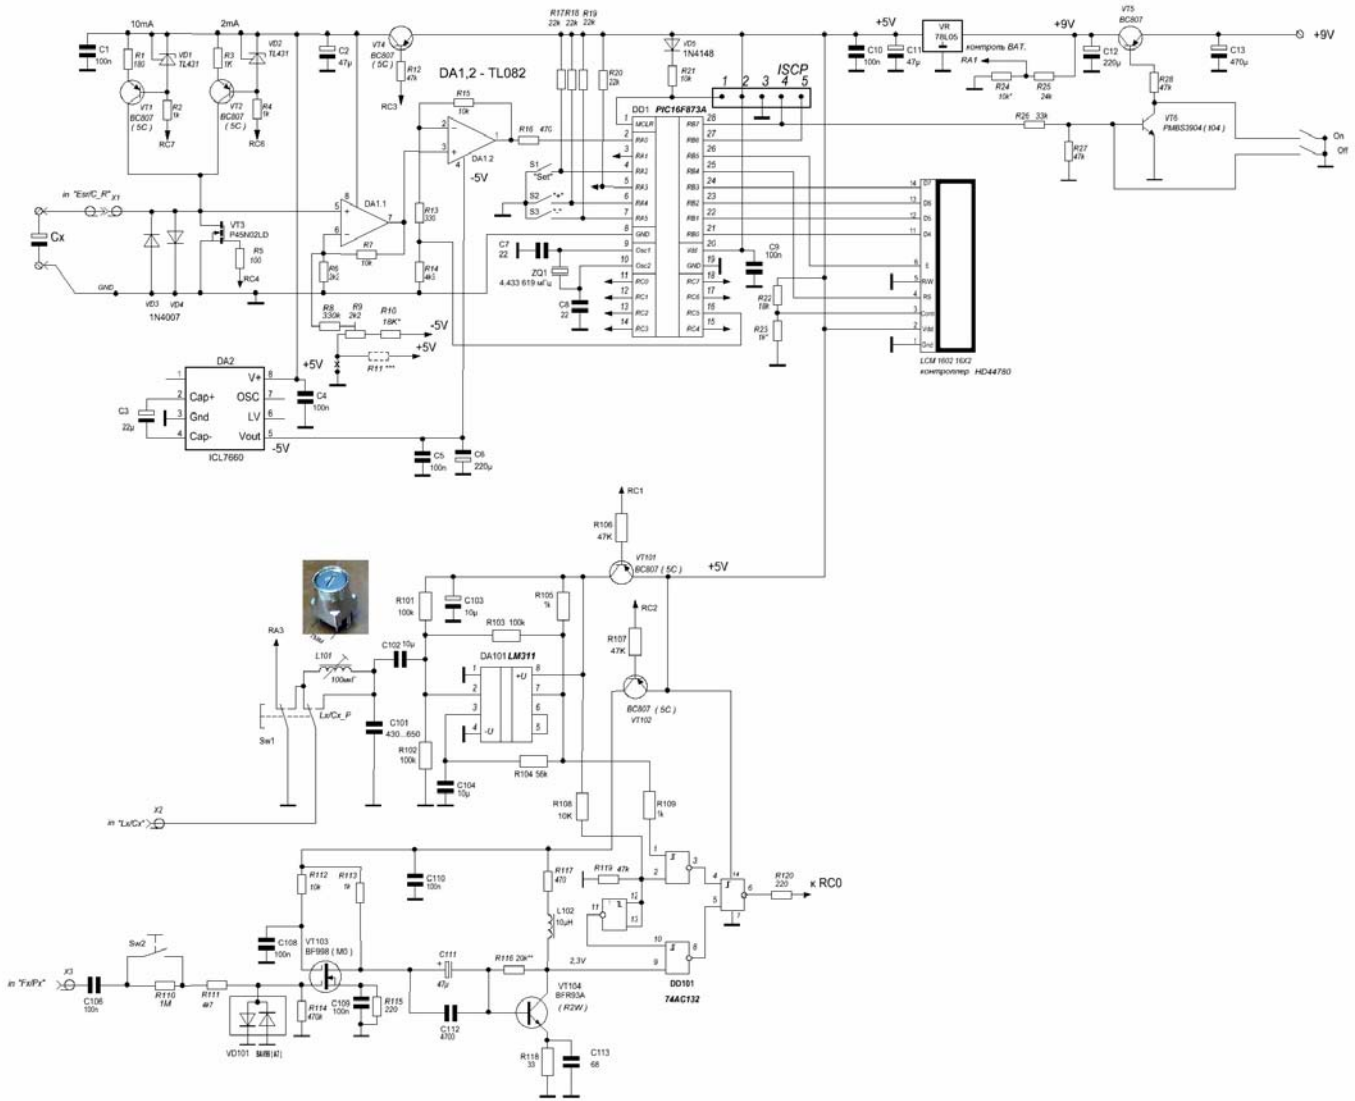 10mA
2mA
C1
100n
R1
180
VD1
TL431
R3
1K
VD2
TL431
VT1
BC807
( 5C )
R2
1k
RC7
VT2
BC807
( 5C )
R4
1k
RC6
C2
47µ
VT4
BC807
( 5C )
R12
47k
RC3
DA1,2 - TL082
R15
10k
DA1.2
-5V
R16 470
R17 R18 R19
22k 22k 22k
R20
22k
VD5
1N4148
R21
10k
ISCP
1 2 3 4 5
DD1 PIC16F873A
MCLR
RA0
RA1
RA2
RA3
RA4
RA5
GND
Osc1
Osc2
RC0
RC1
RC2
RC3
RB7
RB6
RB5
RB4
RB3
RB2
RB1
RB0
Vdd
GND
RC7
RC6
RC5
RC4
S1
"Set"
S2 "+"
S3 "-"
C7
22
ZQ1
4.433 619 мГц
C8
22
C9
100n
R22
18k
R23
1k*
+5V
VR
78L05
C10
100n
C11
47µ
контроль BAT.
RA1
R24
10k*
R25
24k
+9V
C12
220µ
VT5
BC807
C13
470µ
+9V
R28
47k
VT6
PMBS3904 ( 1O4 )
R26 33k
R27
47k
On
Off
14 D7
13 D6
12 D5
11 D4
6 E
5 R/W
4 RS
3 Cont
2 Vdd
1 Gnd
LCM 1602 16X2
контроллер HD44780
in "Esr/C_R" X1
Cx
GND
VD3
VD4
1N4007
VT3
P45N02LD
R5
100
RC4
DA1.1
R7
10k
R6
2k2
R13
330
R14
4k3
R8
330k
R9
2k2
R10
18K*
-5V
+5V
R11 ***
DA2
V+
Cap+
OSC
Gnd
LV
Cap-
Vout
ICL7660
C3
22µ
+5V
C4
100n
-5V
C5
100n
C6
220µ
RC1
R106
47K
VT101
BC807 ( 5C )
+5V
RC2
R107
47K
BC807 ( 5C )
VT102
RA3
L101
100мкГ
Lx/Cx_P
Sw1
C101
430...650
C102 10µ
R101
100k
C103
10µ
R105
1k
R103 100k
DA101 LM311
+U
-U
R102
100k
R104 56k
C104
10µ
X2
in "Lx/Cx"
R108
10K
R109
1k
R119 47k
R120
220
к RC0
DD101
74AC132
R112
10k
R113
1k
C110
100n
R117
470
L102
10µH
2,3V
C108
100n
VT103
BF998 ( M0 )
C111
47µ
R116 20k**
Sw2
in "Fx/Px"
X3
C106
100n
R110
1M
R111
4k7
R114
470k
C109
100n
R115
220
C112
4700
VT104
BFR93A
( R2W )
VD101
R118
33
C113
68